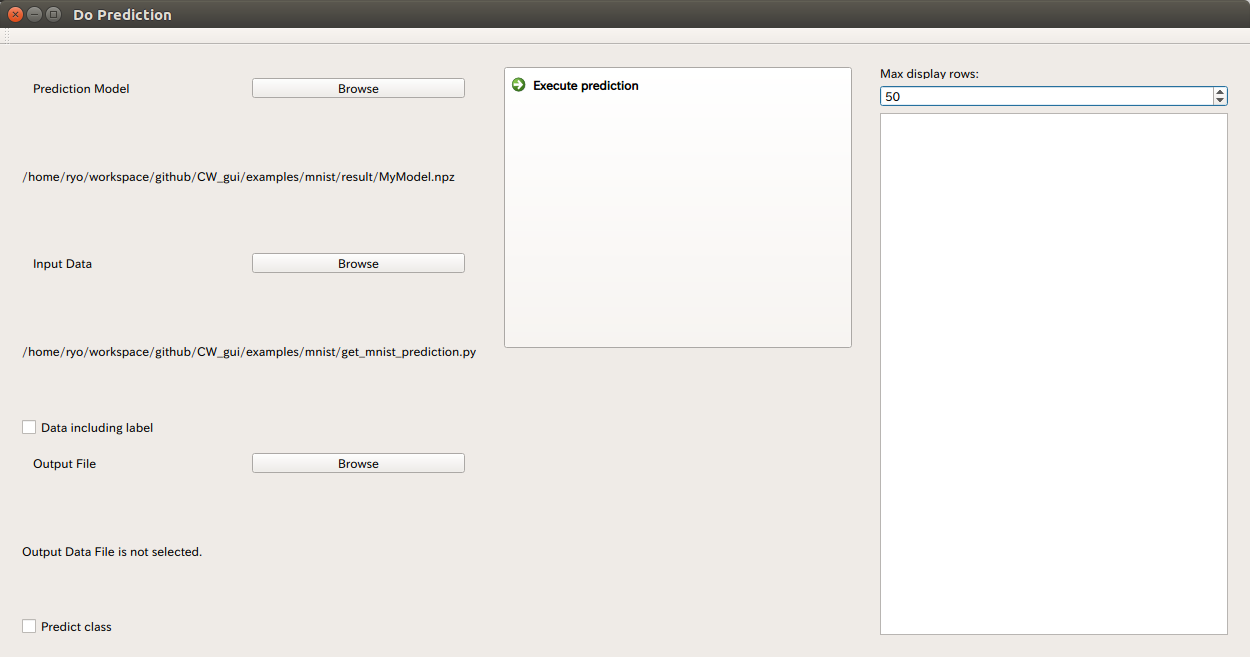 Do Prediction
Prediction Model
Browse
/home/ryo/workspace/github/CW_gui/examples/mnist/result/MyModel.npz
Input Data
Browse
/home/ryo/workspace/github/CW_gui/examples/mnist/get_mnist_prediction.py
Data including label
Output File
Browse
Output Data File is not selected.
Predict class
Execute prediction
Max display rows:
50